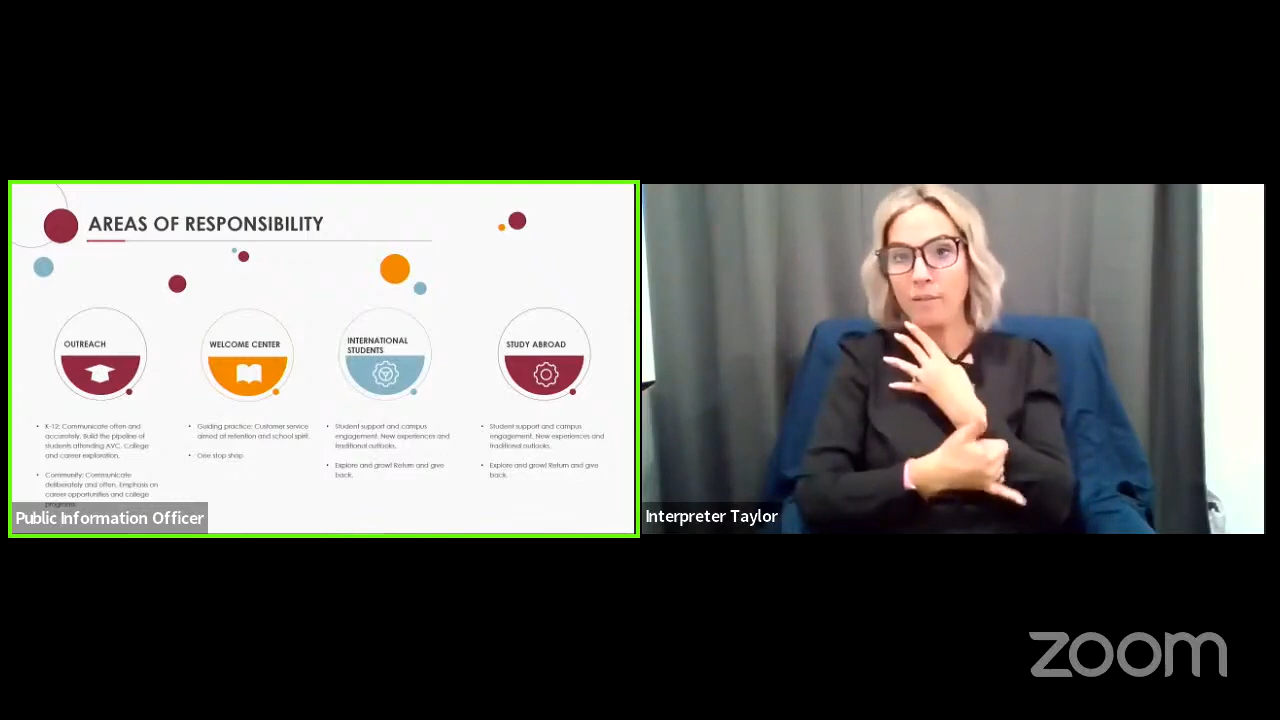 AREAS OF RESPONSIBILITY
OUTREACH
• K-12: Communicate often and
accurately. Build the pipeline of
students attending AVC. College
and career exploration.
• Community: Communicate
deliberately and often. Emphasis on
career opportunities and college
programs.
WELCOME CENTER
• Guiding practice: Customer service
aimed at retention and school spirit.
• One stop shop
INTERNATIONAL
STUDENTS
• Student support and campus
engagement. New experiences and
traditional outlooks.
• Explore and grow! Return and give
back.
STUDY ABROAD
• Student support and campus
engagement. New experiences and
traditional outlooks.
• Explore and grow! Return and give
back.
Public Information Officer
Interpreter Taylor
zoom